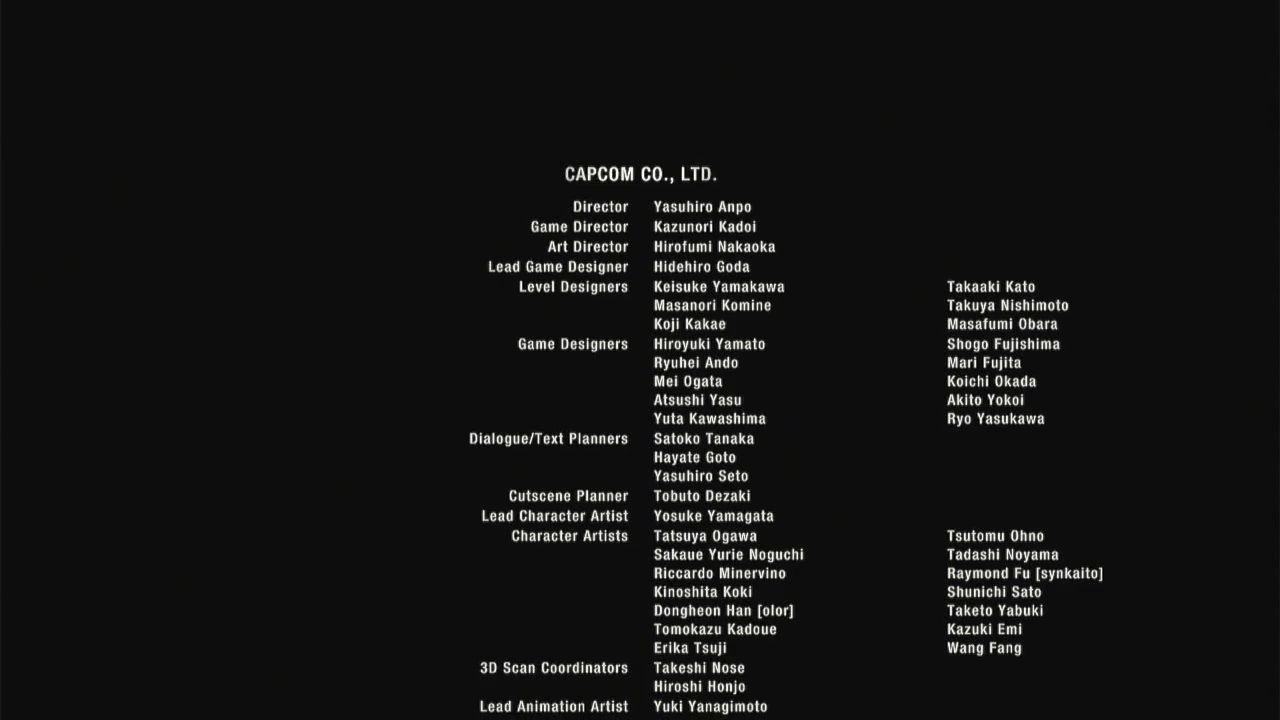 CAPCOM CO., LTD.
Director Yasuhiro Anpo
Game Director Kazunori Kadoi
Art Director Hirofumi Nakaoka
Lead Game Designer Hidehiro Goda
Level Designers Keisuke Yamakawa Takaaki Kato
Masanori Komine Takuya Nishimoto
Koji Kakae Masafumi Obara
Game Designers Hiroyuki Yamato Shogo Fujishima
Ryuhei Ando Mari Fujita
Mei Ogata Koichi Okada
Atsushi Yasu Akito Yokoi
Yuta Kawashima Ryo Yasukawa
Dialogue/Text Planners Satoko Tanaka
Hayate Goto
Yasuhiro Seto
Cutscene Planner Tobuto Dezaki
Lead Character Artist Yosuke Yamagata
Character Artists Tatsuya Ogawa Tsutomu Ohno
Sakaue Yurie Noguchi Tadashi Noyama
Riccardo Minervino Raymond Fu [synkaito]
Kinoshita Koki Shunichi Sato
Dongheon Han [olor] Taketo Yabuki
Tomokazu Kadoue Kazuki Emi
Erika Tsuji Wang Fang
3D Scan Coordinators Takeshi Nose
Hiroshi Honjo
Lead Animation Artist Yuki Yanagimoto